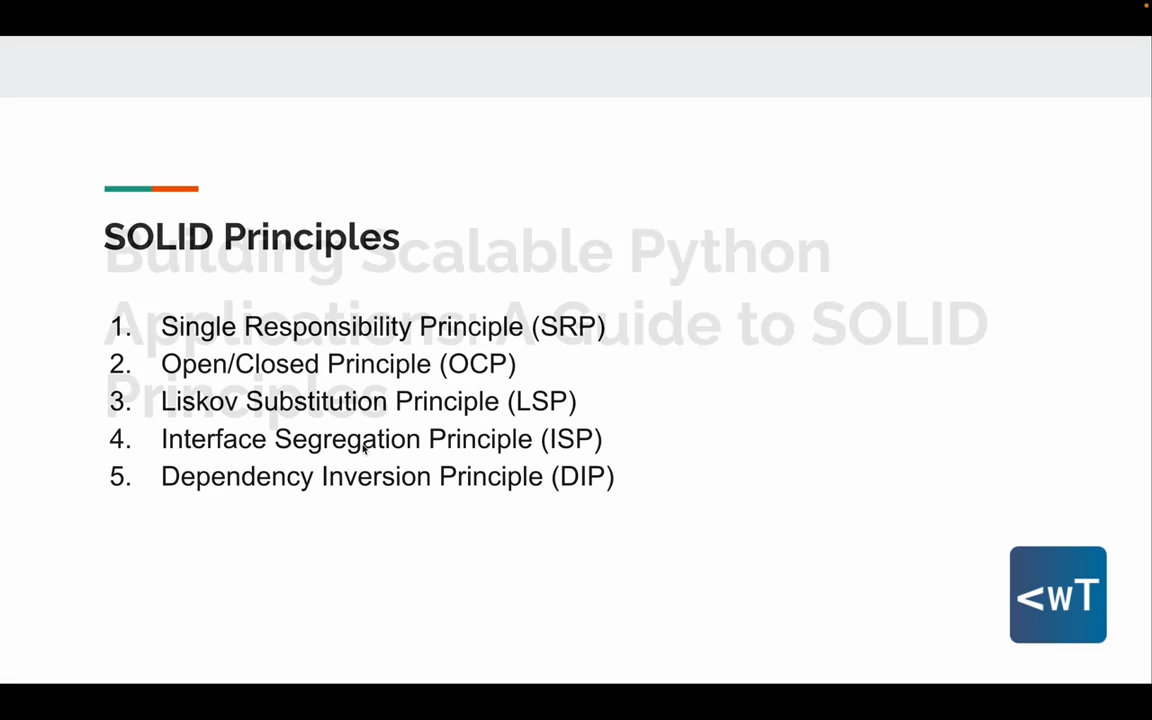 SOLID Principles
Building Scalable Python
Applications: A Guide to SOLID
Principles
1. Single Responsibility Principle (SRP)
2. Open/Closed Principle (OCP)
3. Liskov Substitution Principle (LSP)
4. Interface Segregation Principle (ISP)
5. Dependency Inversion Principle (DIP)
<wT